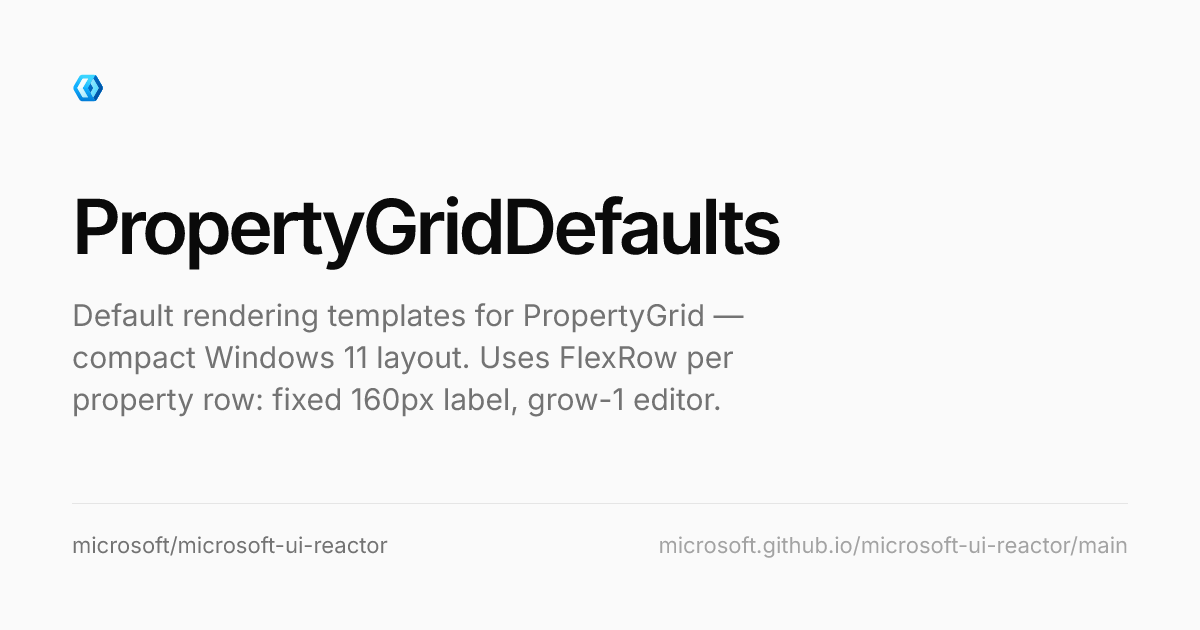 PropertyGridDefaults
Default rendering templates for PropertyGrid —
compact Windows 11 layout. Uses FlexRow per
property row: fixed 160px label, grow-1 editor.
microsoft/microsoft-ui-reactor
microsoft.github.io/microsoft-ui-reactor/main